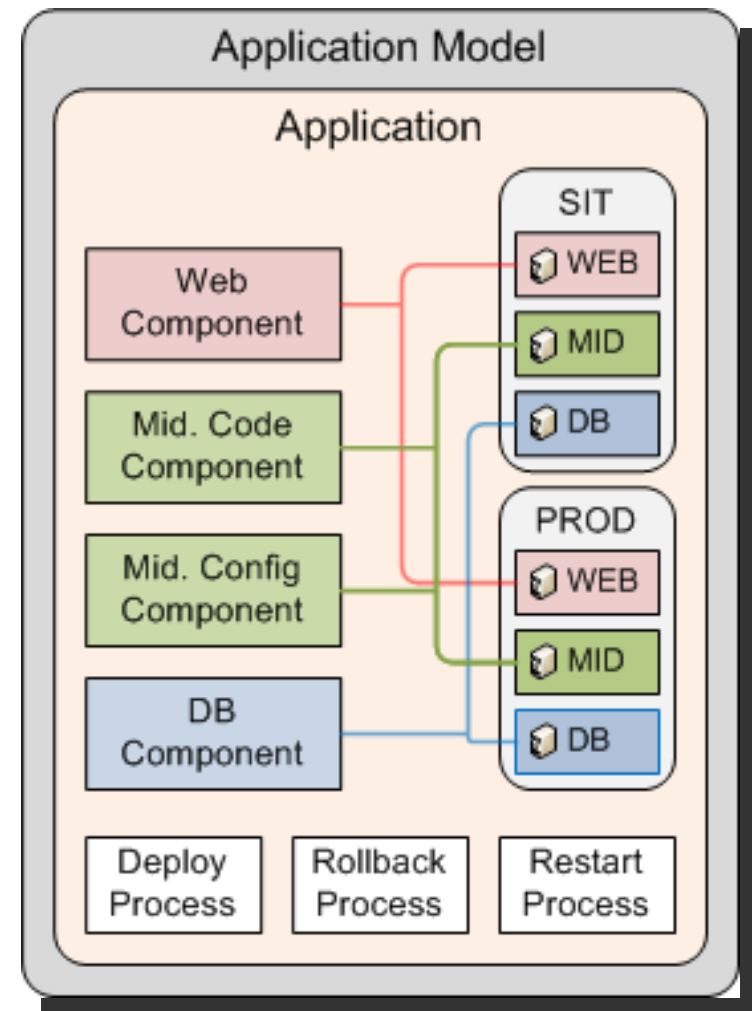 Application Model
Application
SIT
Web
Component
WEB
MID
Mid. Code
Component
DB
PROD
Mid. Config
Component
WEB
MID
DB
Component
DB
Deploy
Process
Rollback
Process
Restart
Process